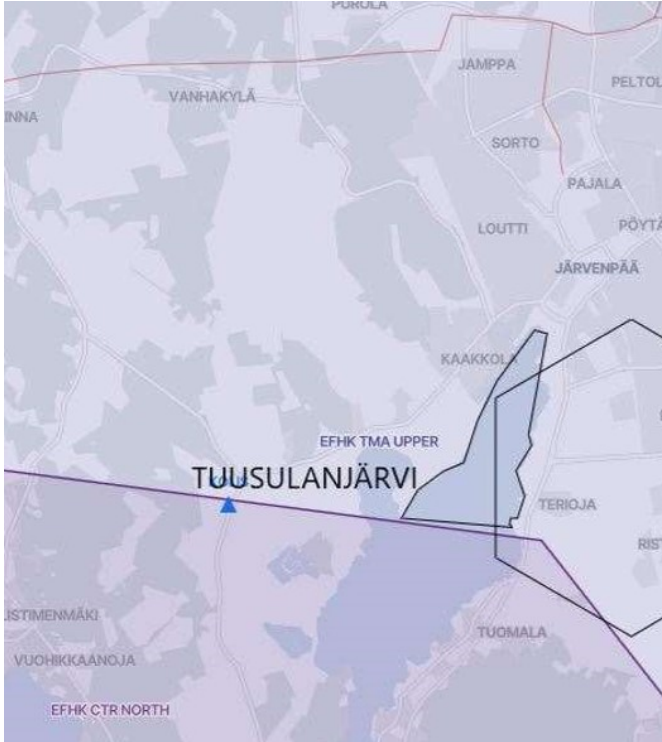 PUROLA
JAMPPA
VANHAKYLÄ
PELTOL
INNA
SORTO
PAJALA
LOUTTI
PÖYTÄ
JÄRVENPÄÄ
KAAKKOLA
EFHK TMA UPPER
TUUSULANJÄRVI
TERIOJA
RIST
LISTIMENMÄKI
TUOMALA
VUOHIKKAANOJA
EFHK CTR NORTH